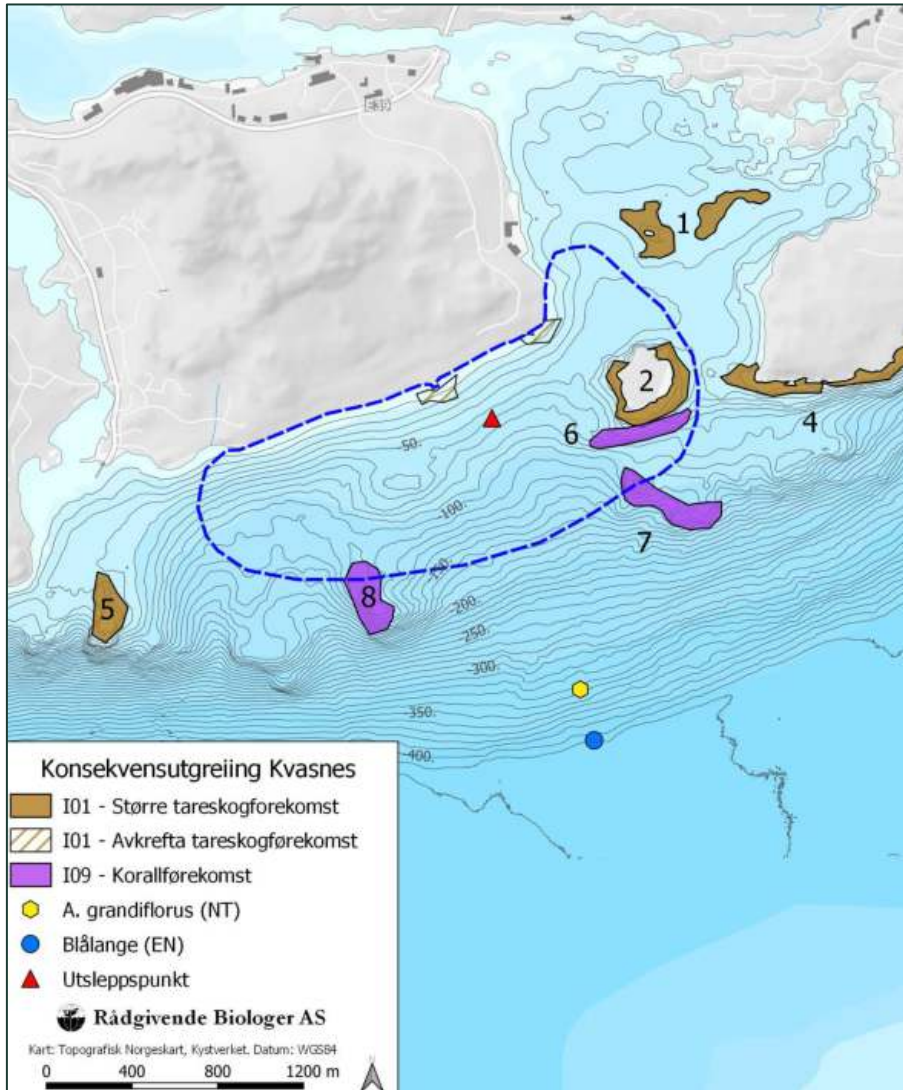 1
2
4
6
7
8
5
-50.
-100.
-150.
-200.
-250.
-300.
-350.
-400.
Konsekvensutgreiing Kvasnes
I01 - Større tareskogforekomst
I01 - Avkrefta tareskogførekomst
I09 - Korallførekomst
A. grandiflorus (NT)
Blålange (EN)
Utsleppspunkt
Rådgivende Biologer AS
Kart: Topografisk Norgeskart, Kystverket. Datum: WGS84
0 400 800 1200 m